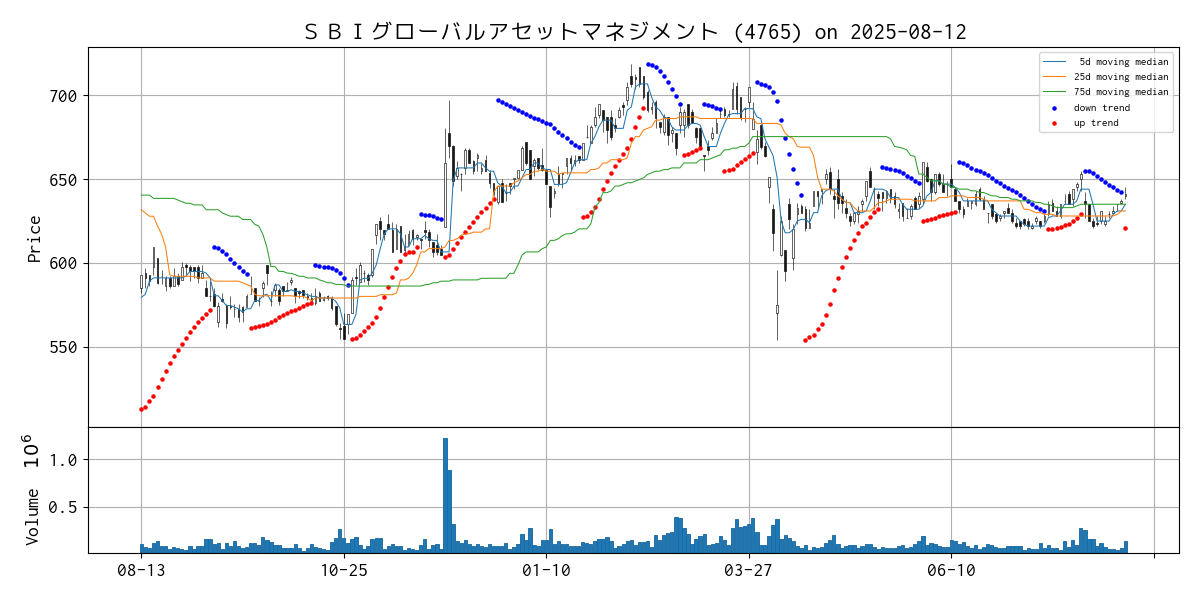 ＳＢＩグローバルアセットマネジメント (4765) on 2025-08-12
5d moving median
25d moving median
75d moving median
down trend
up trend
Price
700
650
600
550
Volume 10^6
1.0
0.5
08-13
10-25
01-10
03-27
06-10